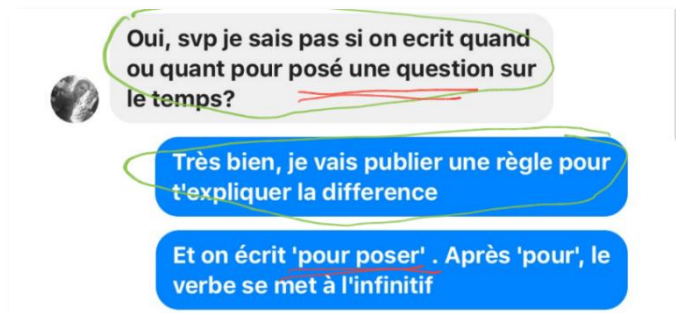 Oui, svp je sais pas si on ecrit quand
ou quant pour posé une question sur
le temps?
Très bien, je vais publier une règle pour
t'expliquer la difference
Et on écrit 'pour poser' . Après 'pour', le
verbe se met à l'infinitif